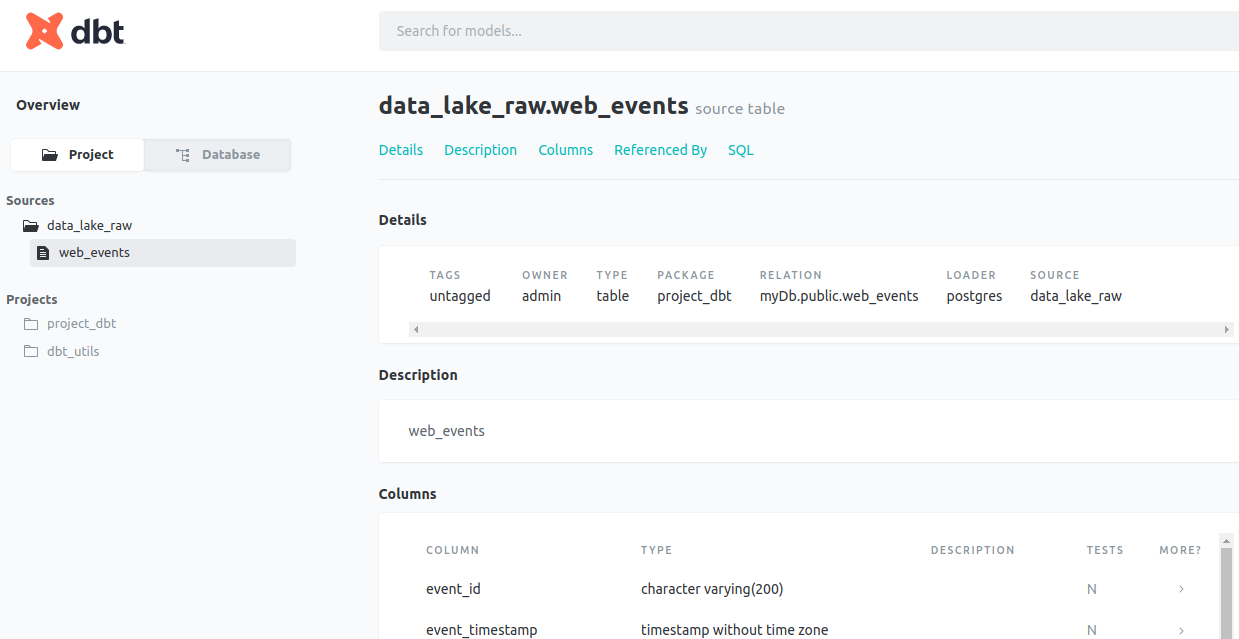 dbt
Search for models...
Overview
data_lake_raw.web_events source table
Project Database
Details Description Columns Referenced By SQL
Sources
data_lake_raw
web_events
Projects
project_dbt
dbt_utils
Details
TAGS OWNER TYPE PACKAGE RELATION LOADER SOURCE
untagged admin table project_dbt myDb.public.web_events postgres data_lake_raw
Description
web_events
Columns
COLUMN TYPE DESCRIPTION TESTS MORE?
event_id character varying(200) N
event_timestamp timestamp without time zone N